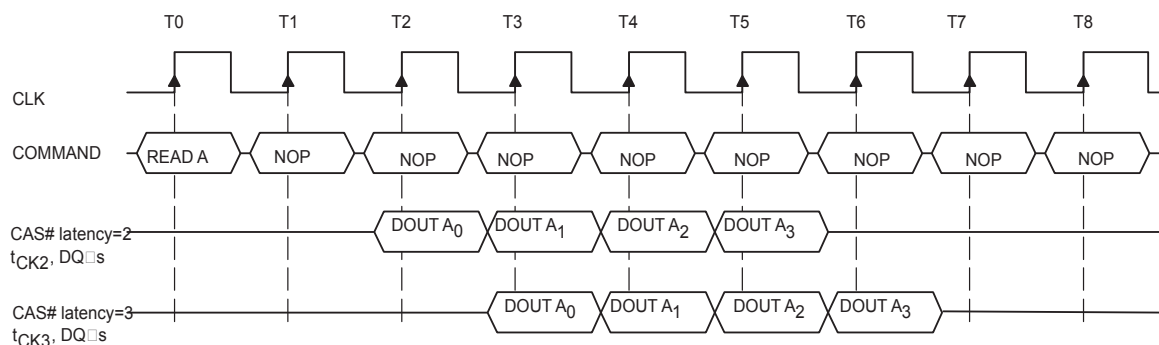 T0 T1 T2 T3 T4 T5 T6 T7 T8
CLK
COMMAND READ A NOP NOP NOP NOP NOP NOP NOP NOP
CAS# latency=2 DOUT A0 DOUT A1 DOUT A2 DOUT A3
tCK2, DQ□s
CAS# latency=3 DOUT A0 DOUT A1 DOUT A2 DOUT A3
tCK3, DQ□s